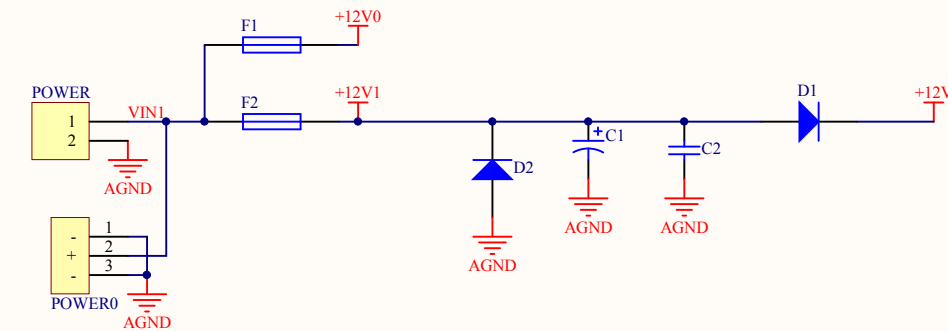 +12V0
F1
POWER
+12V1
D1
+12V
VIN1
F2
1
2
C1
C2
D2
AGND
AGND
AGND
AGND
- 1
+ 2
- 3
POWER0
AGND